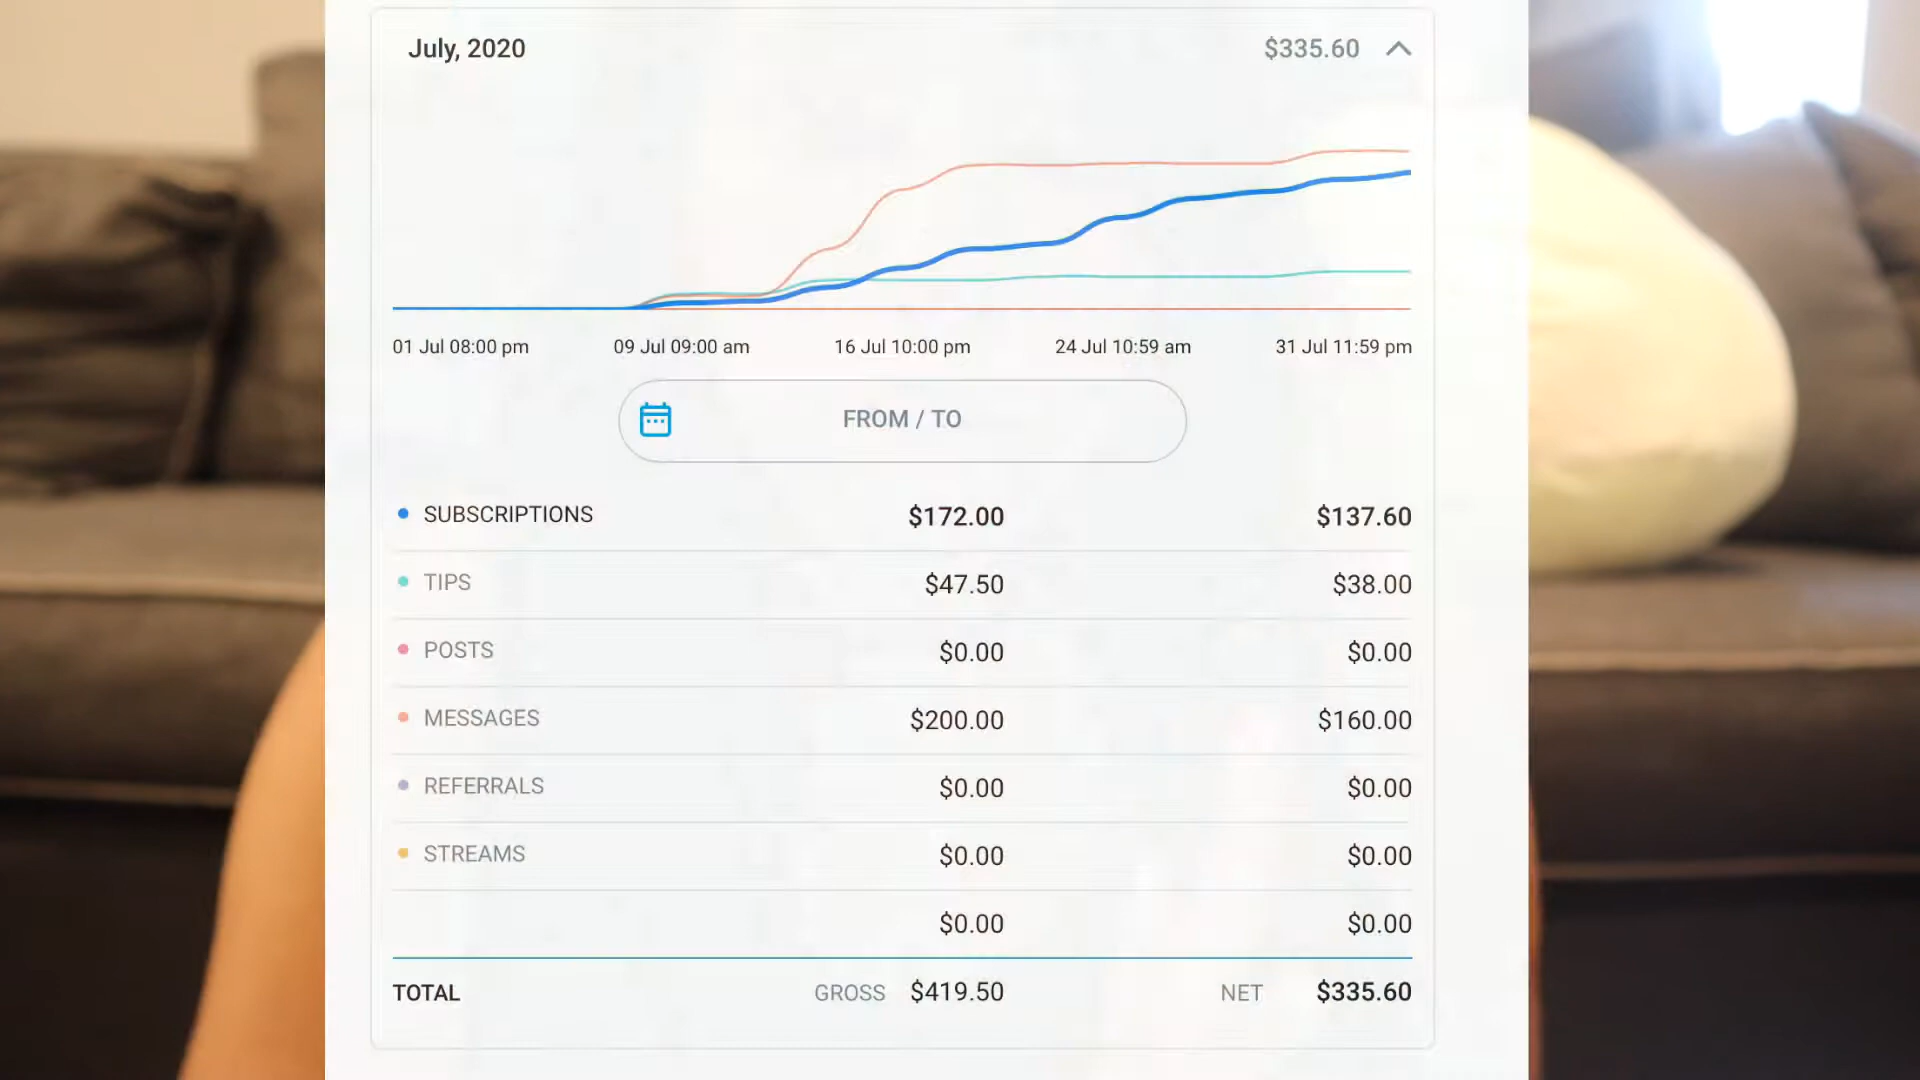 July, 2020 $335.60
01 Jul 08:00 pm 09 Jul 09:00 am 16 Jul 10:00 pm 24 Jul 10:59 am 31 Jul 11:59 pm
FROM / TO
SUBSCRIPTIONS $172.00 $137.60
TIPS $47.50 $38.00
POSTS $0.00 $0.00
MESSAGES $200.00 $160.00
REFERRALS $0.00 $0.00
STREAMS $0.00 $0.00
$0.00 $0.00
TOTAL GROSS $419.50 NET $335.60